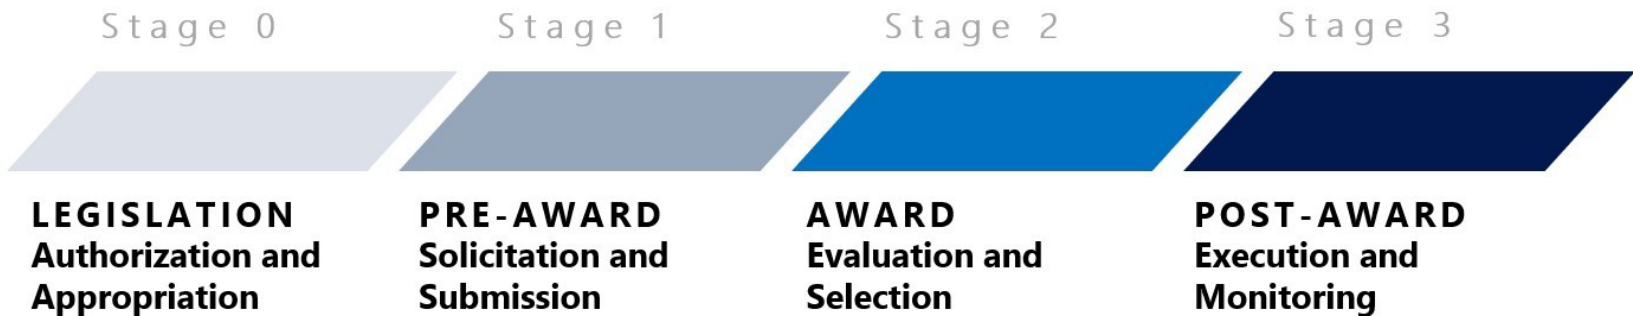 Stage 0
Stage 1
Stage 2
Stage 3
LEGISLATION
Authorization and
Appropriation
PRE-AWARD
Solicitation and
Submission
AWARD
Evaluation and
Selection
POST-AWARD
Execution and
Monitoring